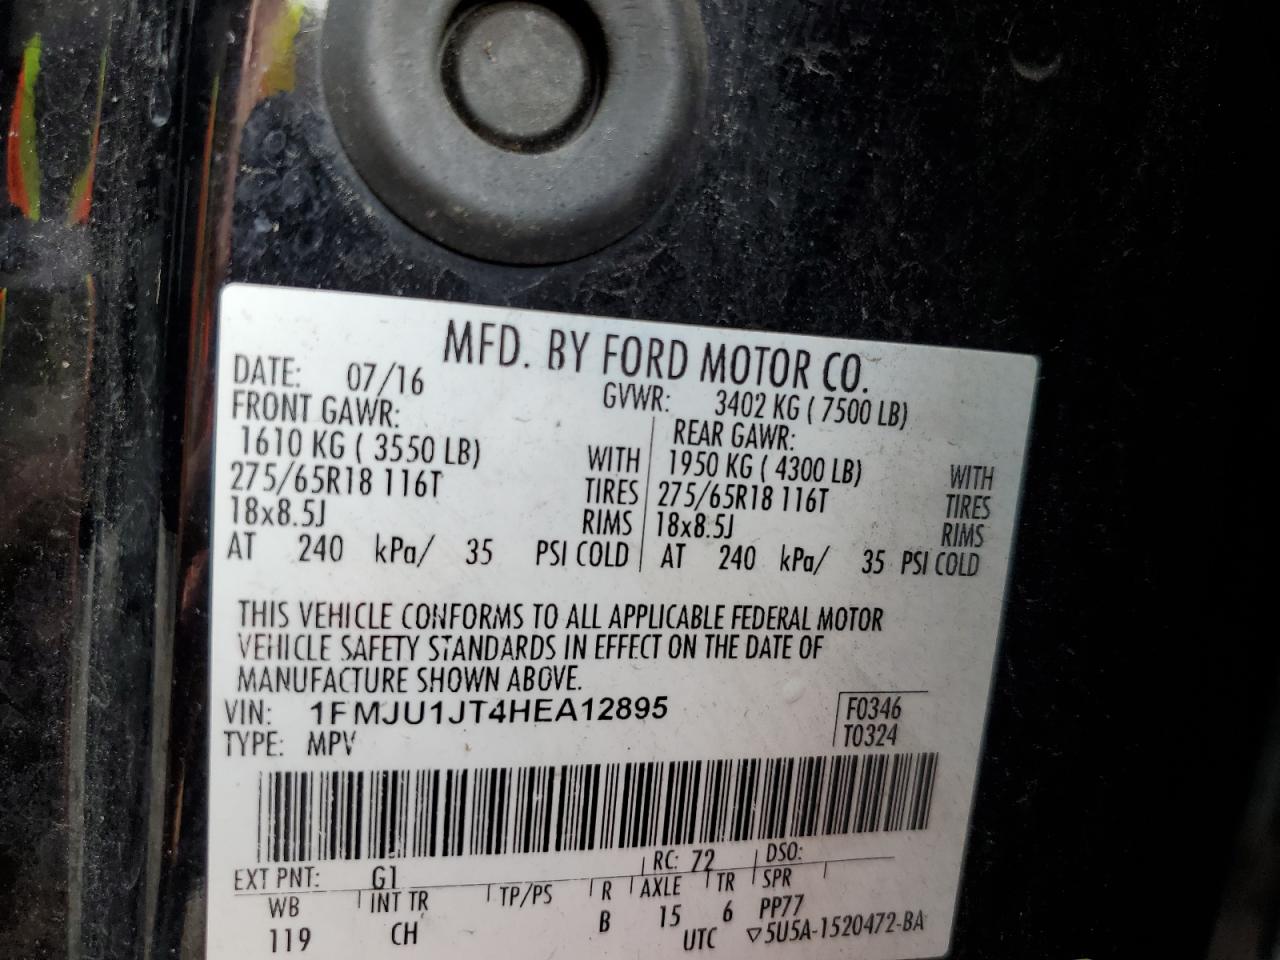 MFD. BY FORD MOTOR CO.
DATE: 07/16 GVWR: 3402 KG ( 7500 LB)
FRONT GAWR: REAR GAWR:
1610 KG ( 3550 LB) WITH 1950 KG ( 4300 LB) WITH
275/65R18 116T TIRES 275/65R18 116T TIRES
18x8.5J RIMS 18x8.5J RIMS
AT 240 kPa/ 35 PSI COLD AT 240 kPa/ 35 PSI COLD
THIS VEHICLE CONFORMS TO ALL APPLICABLE FEDERAL MOTOR
VEHICLE SAFETY STANDARDS IN EFFECT ON THE DATE OF
MANUFACTURE SHOWN ABOVE.
VIN: 1FMJU1JT4HEA12895 F0346
TYPE: MPV T0324
EXT PNT: G1 RC: 72 DSO:
WB INT TR TP/PS R AXLE TR SPR
119 CH B 15 6 PP77
UTC ▽5U5A-1520472-BA